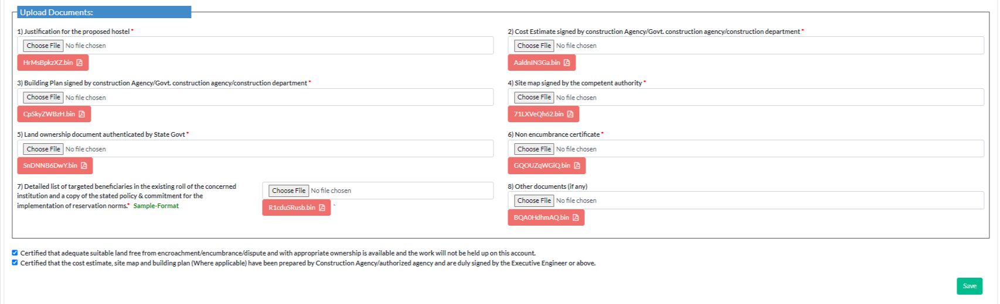 Upload Documents:
1) Justification for the proposed hostel *
Choose File No file chosen
HrMsBpkzXZ.bin
2) Cost Estimate signed by construction Agency/Govt. construction agency/construction department *
Choose File No file chosen
AaldnIN3Ga.bin
3) Building Plan signed by construction Agency/Govt. construction agency/construction department *
Choose File No file chosen
CpSkyZWBzH.bin
4) Site map signed by the competent authority *
Choose File No file chosen
71LXVeQh62.bin
5) Land ownership document authenticated by State Govt *
Choose File No file chosen
SnDNNB6DwY.bin
6) Non encumbrance certificate *
Choose File No file chosen
GQOUZqWGiQ.bin
7) Detailed list of targeted beneficiaries in the existing roll of the concerned
institution and a copy of the stated policy & commitment for the
implementation of reservation norms.* Sample-Format
Choose File No file chosen
R1cduSRusb.bin
8) Other documents (if any)
Choose File No file chosen
BQA0HdhmAQ.bin
Certified that adequate suitable land free from encroachment/encumbrance/dispute and with appropriate ownership is available and the work will not be held up on this account.
Certified that the cost estimate, site map and building plan (Where applicable) have been prepared by Construction Agency/authorized agency and are duly signed by the Executive Engineer or above.
Save